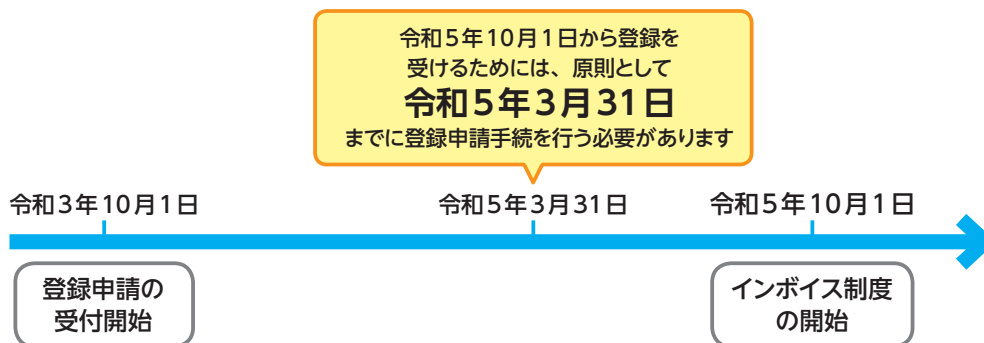 令和5年10月1日から登録を
受けるためには、原則として
令和5年3月31日
までに登録申請手続を行う必要があります
令和3年10月1日
令和5年3月31日
令和5年10月1日
登録申請の
受付開始
インボイス制度
の開始